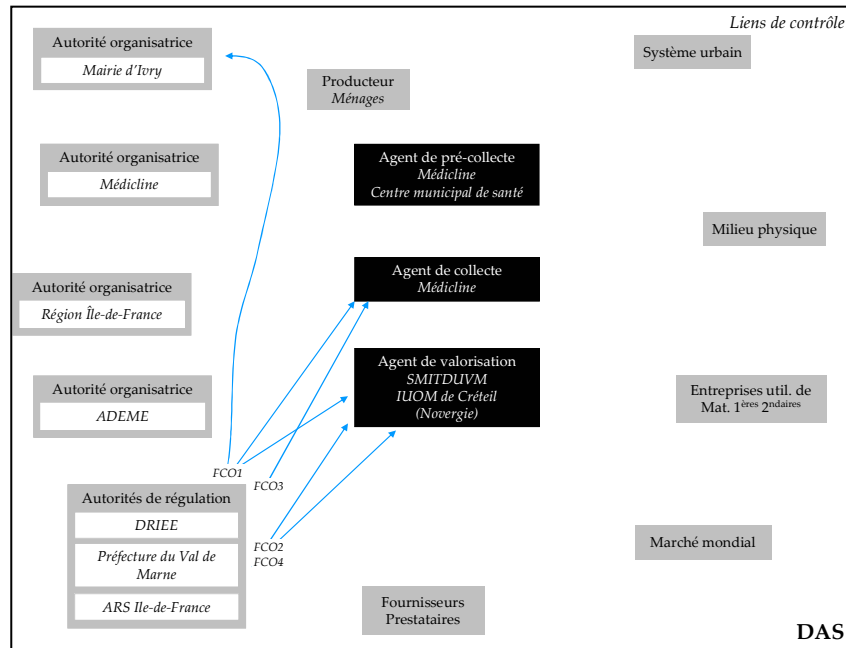 Liens de contrôle
Autorité organisatrice
Mairie d'Ivry
Système urbain
Producteur
Ménages
Autorité organisatrice
Médicline
Agent de pré-collecte
Médicline
Centre municipal de santé
Milieu physique
Autorité organisatrice
Région Île-de-France
Agent de collecte
Médicline
Autorité organisatrice
ADEME
Agent de valorisation
SMITDUVM
IUOM de Créteil
(Novergie)
Entreprises util. de
Mat. 1ères 2ndaires
FCO1
FCO3
Autorités de régulation
DRIEE
Préfecture du Val de
Marne
ARS Ile-de-France
FCO2
FCO4
Marché mondial
Fournisseurs
Prestataires
DAS